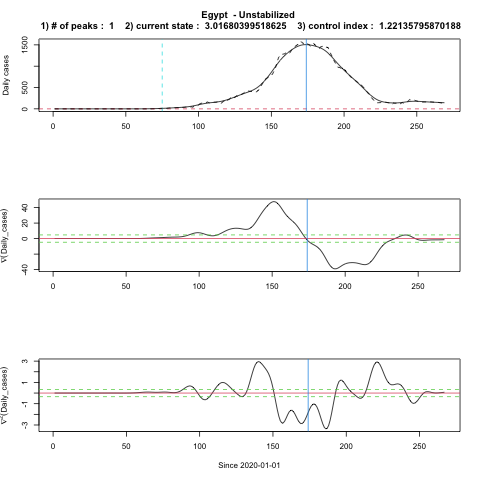 Egypt - Unstabilized
1) # of peaks : 1 2) current state : 3.01680399518625 3) control index : 1.22135795870188
Daily cases
0 500 1500
0 50 100 150 200 250
∇(Daily_cases)
-40 0 20 40
0 50 100 150 200 250
∇²(Daily_cases)
-3 -1 1 3
0 50 100 150 200 250
Since 2020-01-01